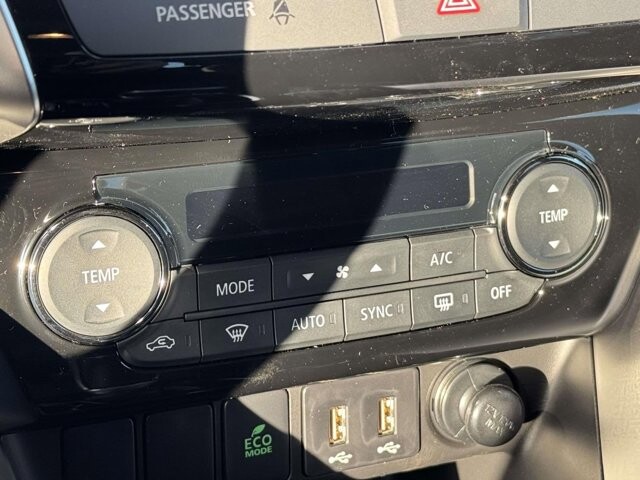 PASSENGER
TEMP
TEMP
MODE
A/C
AUTO
SYNC
OFF
ECO
MODE